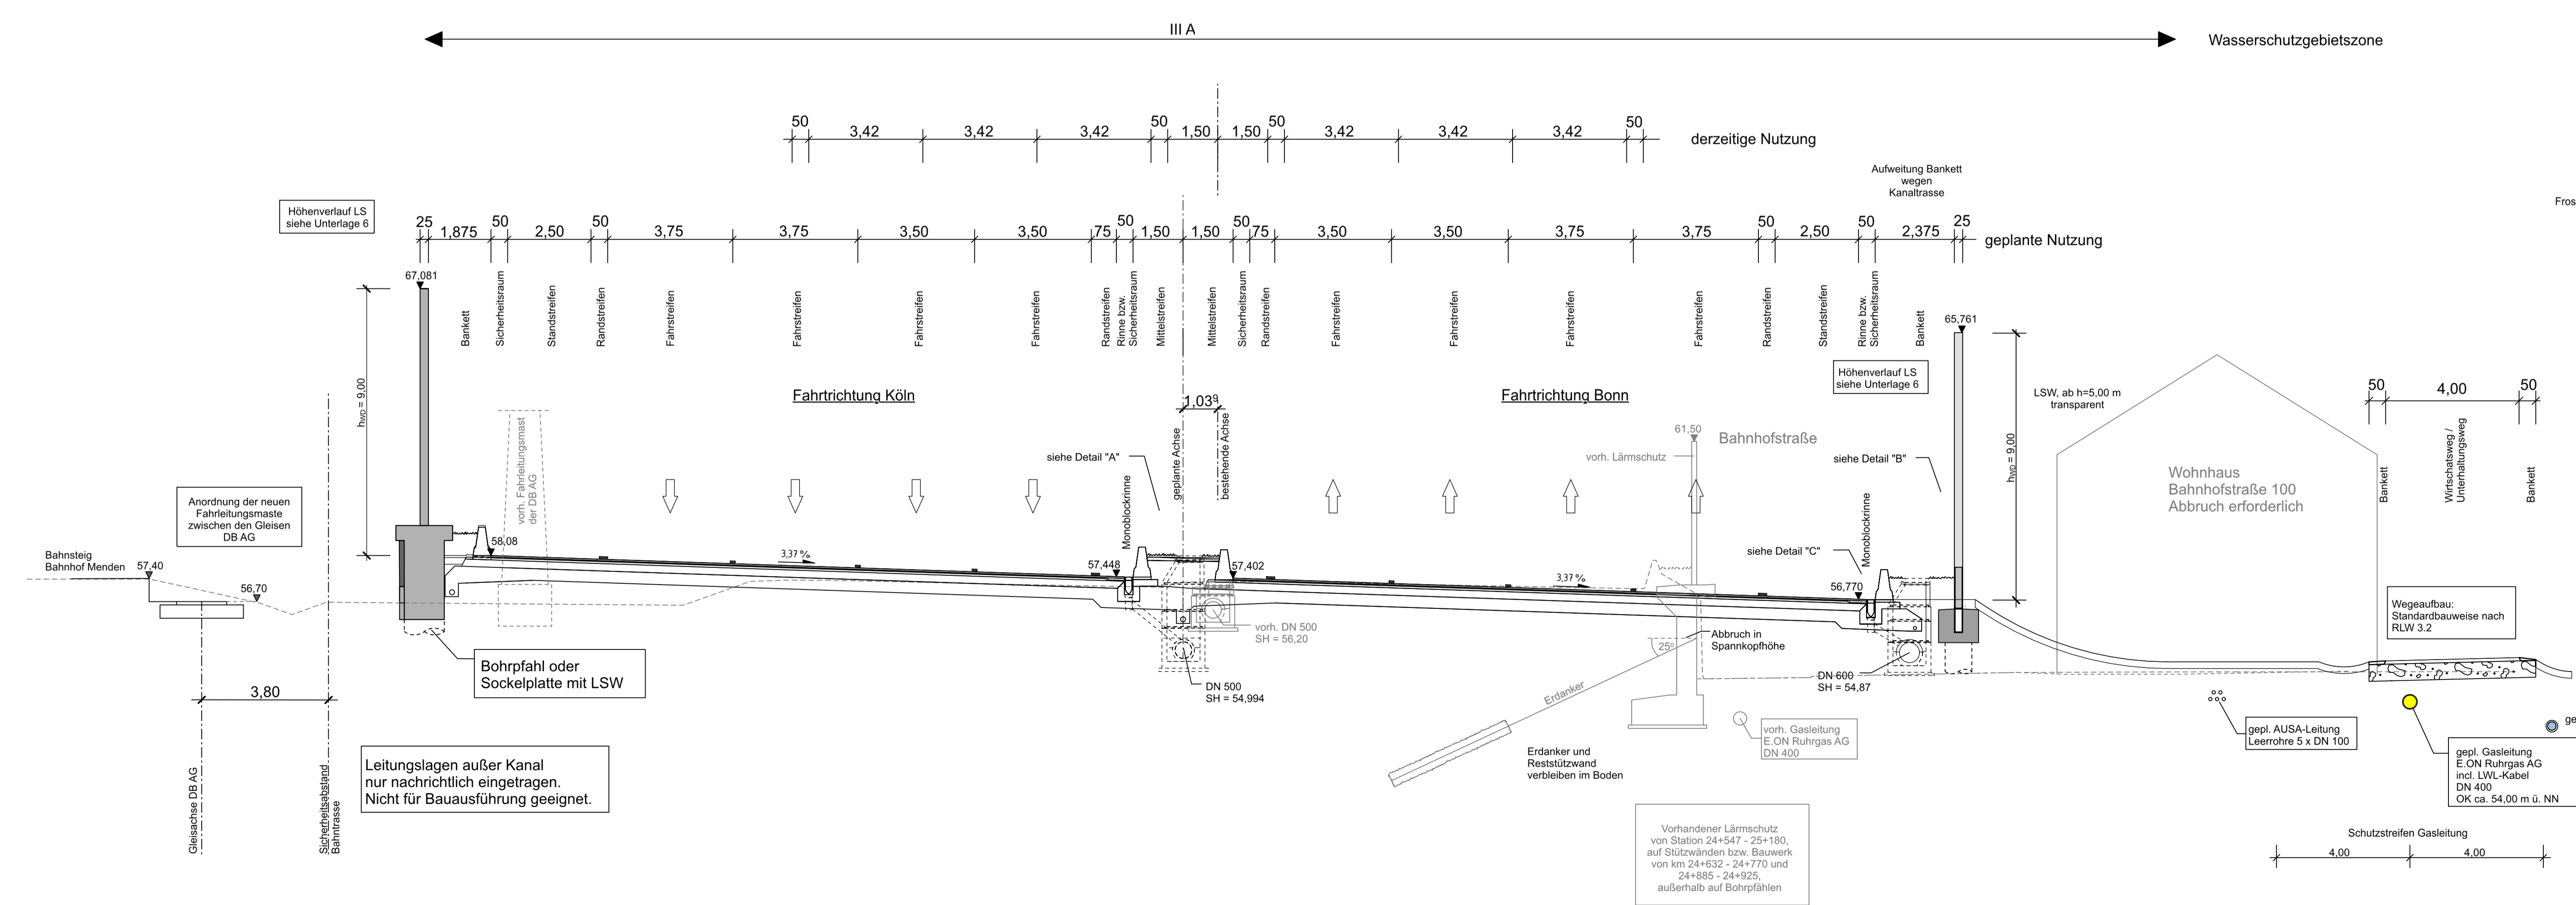 III A
Wasserschutzgebietszone
50 3,42 3,42 3,42 50 1,50 1,50 50 3,42 3,42 3,42 50
derzeitige Nutzung
Aufweitung Bankett
wegen
Kanaltrasse
Fros
Höhenverlauf LS
siehe Unterlage 6
25 1,875 50 2,50 50 3,75 3,75 3,50 3,50 ,75 50 1,50 1,50 50 ,75 3,50 3,50 3,75 3,75 50 2,50 50 2,375 25
geplante Nutzung
67,081
Bankett
Sicherheitsraum
Standstreifen
Randstreifen
Fahrstreifen
Fahrstreifen
Fahrstreifen
Fahrstreifen
Randstreifen
Rinne bzw.
Sicherheitsraum
Mittelstreifen
Mittelstreifen
Sicherheitsraum
Randstreifen
Fahrstreifen
Fahrstreifen
Fahrstreifen
Fahrstreifen
Randstreifen
Standstreifen
Rinne bzw.
Sicherheitsraum
Bankett
65,761
hWD = 9,00
Fahrtrichtung Köln
1,03⁹
Fahrtrichtung Bonn
Höhenverlauf LS
siehe Unterlage 6
LSW, ab h=5,00 m
transparent
hWD = 9,00
50 4,00 50
Bankett
Wirtschatsweg /
Unterhaltungsweg
Bankett
vorh. Fahrleitungsmast
der DB AG
siehe Detail "A"
geplante Achse
bestehende Achse
61,50
Bahnhofstraße
vorh. Lärmschutz
siehe Detail "B"
Wohnhaus
Bahnhofstraße 100
Abbruch erforderlich
Anordnung der neuen
Fahrleitungsmaste
zwischen den Gleisen
DB AG
Monoblockrinne
Monoblockrinne
siehe Detail "C"
Bahnsteig
Bahnhof Menden
57,40
56,70
58,08
3,37 %
57,448
57,402
3,37 %
56,770
vorh. DN 500
SH = 56,20
Abbruch in
Spannkopfhöhe
25⁰
Wegeaufbau:
Standardbauweise nach
RLW 3.2
Bohrpfahl oder
Sockelplatte mit LSW
3,80
DN 500
SH = 54,994
Erdanker
DN 600
SH = 54,87
vorh. Gasleitung
E.ON Ruhrgas AG
DN 400
gepl. AUSA-Leitung
Leerrohre 5 x DN 100
ge
gepl. Gasleitung
E.ON Ruhrgas AG
incl. LWL-Kabel
DN 400
OK ca. 54,00 m ü. NN
Erdanker und
Reststützwand
verbleiben im Boden
Leitungslagen außer Kanal
nur nachrichtlich eingetragen.
Nicht für Bauausführung geeignet.
Gleisachse DB AG
Sicherheitsabstand
Bahntrasse
Vorhandener Lärmschutz
von Station 24+547 - 25+180,
auf Stützwänden bzw. Bauwerk
von km 24+632 - 24+770 und
24+885 - 24+925,
außerhalb auf Bohrpfählen
Schutzstreifen Gasleitung
4,00 4,00